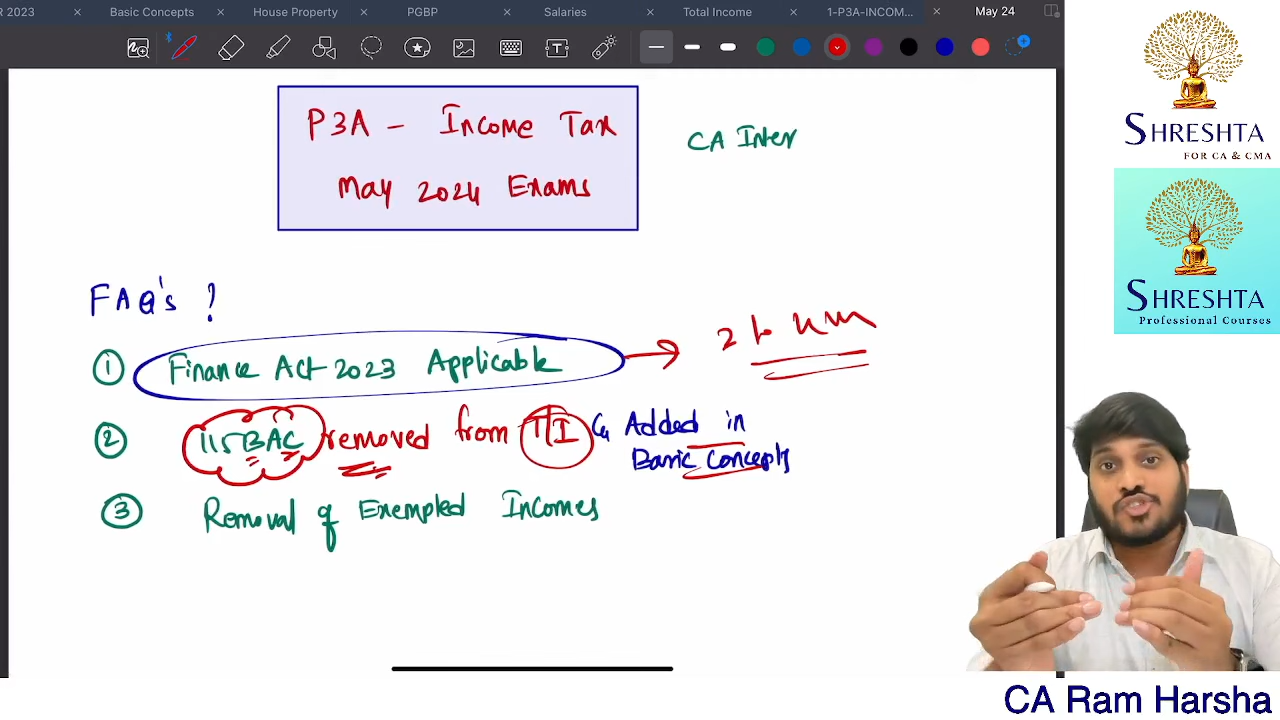 R 2023 × Basic Concepts × House Property × PGBP × Salaries × Total Income × 1-P3A-INCOM... × May 24
P3A - Income Tax
May 2024 Exams
CA Inter
FAQ's ?
① Finance Act 2023 Applicable → 2 to
② 115BAC removed from TI Added in
Basic Concepts
③ Removal of Exempted Incomes
SHRESHTA
FOR CA & CMA
SHRESHTA
Professional Courses
CA Ram Harsha